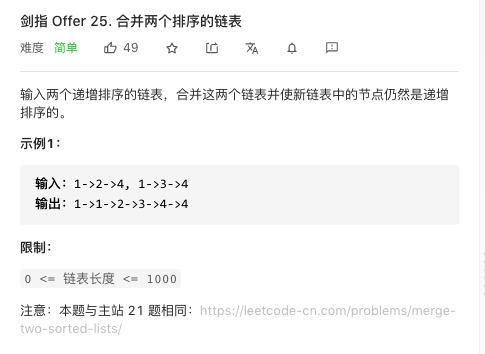 剑指 Offer 25. 合并两个排序的链表
难度 简单 49
输入两个递增排序的链表，合并这两个链表并使新链表中的节点仍然是递增
排序的。
示例1：
输入：1->2->4, 1->3->4
输出：1->1->2->3->4->4
限制：
0 <= 链表长度 <= 1000
注意：本题与主站 21 题相同：https://leetcode-cn.com/problems/merge-
two-sorted-lists/